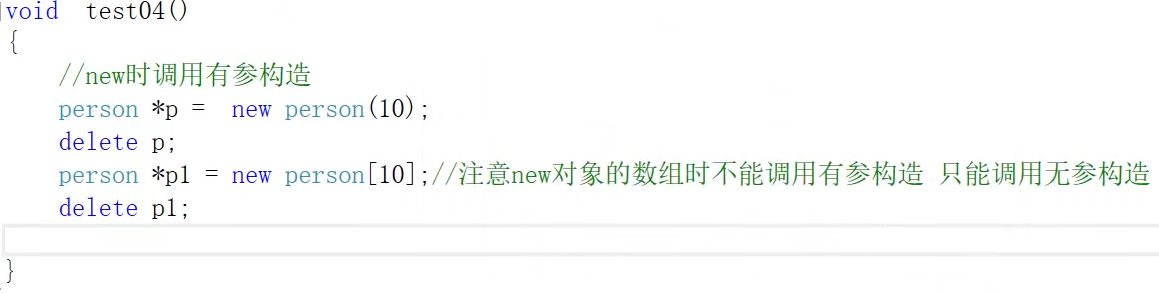 void  test04()
{
    //new时调用有参构造
    person *p =  new person(10);
    delete p;
    person *p1 = new person[10];//注意new对象的数组时不能调用有参构造 只能调用无参构造
    delete p1;
}